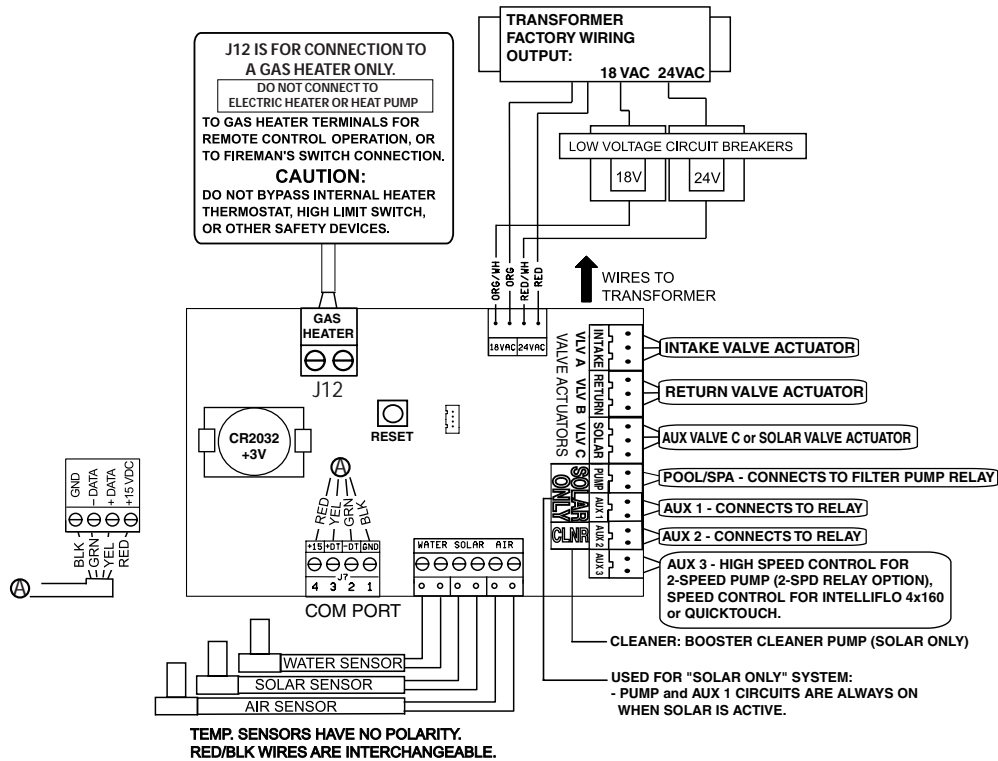 TRANSFORMER
FACTORY WIRING
OUTPUT:
18 VAC 24VAC
J12 IS FOR CONNECTION TO
A GAS HEATER ONLY.
DO NOT CONNECT TO
ELECTRIC HEATER OR HEAT PUMP
TO GAS HEATER TERMINALS FOR
REMOTE CONTROL OPERATION, OR
TO FIREMAN'S SWITCH CONNECTION.
CAUTION:
DO NOT BYPASS INTERNAL HEATER
THERMOSTAT, HIGH LIMIT SWITCH,
OR OTHER SAFETY DEVICES.
LOW VOLTAGE CIRCUIT BREAKERS
18V
24V
ORG/WH
ORG
RED/WH
RED
WIRES TO
TRANSFORMER
GAS
HEATER
J12
18VAC 24VAC
RESET
CR2032
+3V
VALVE ACTUATORS
VLV A
VLV B
VLV C
INTAKE
RETURN
SOLAR
PUMP
AUX 1
AUX 2
AUX 3
SOLAR
ONLY
CLNR
INTAKE VALVE ACTUATOR
RETURN VALVE ACTUATOR
AUX VALVE C or SOLAR VALVE ACTUATOR
POOL/SPA - CONNECTS TO FILTER PUMP RELAY
AUX 1 - CONNECTS TO RELAY
AUX 2 - CONNECTS TO RELAY
AUX 3 - HIGH SPEED CONTROL FOR
2-SPEED PUMP (2-SPD RELAY OPTION),
SPEED CONTROL FOR INTELLIFLO 4x160
or QUICKTOUCH.
CLEANER: BOOSTER CLEANER PUMP (SOLAR ONLY)
USED FOR "SOLAR ONLY" SYSTEM:
- PUMP and AUX 1 CIRCUITS ARE ALWAYS ON
WHEN SOLAR IS ACTIVE.
GND
- DATA
+ DATA
+15 VDC
BLK
GRN
YEL
RED
A
A
RED
YEL
GRN
BLK
+15 +DT -DT GND
J7
4 3 2 1
COM PORT
WATER SOLAR AIR
WATER SENSOR
SOLAR SENSOR
AIR SENSOR
TEMP. SENSORS HAVE NO POLARITY.
RED/BLK WIRES ARE INTERCHANGEABLE.